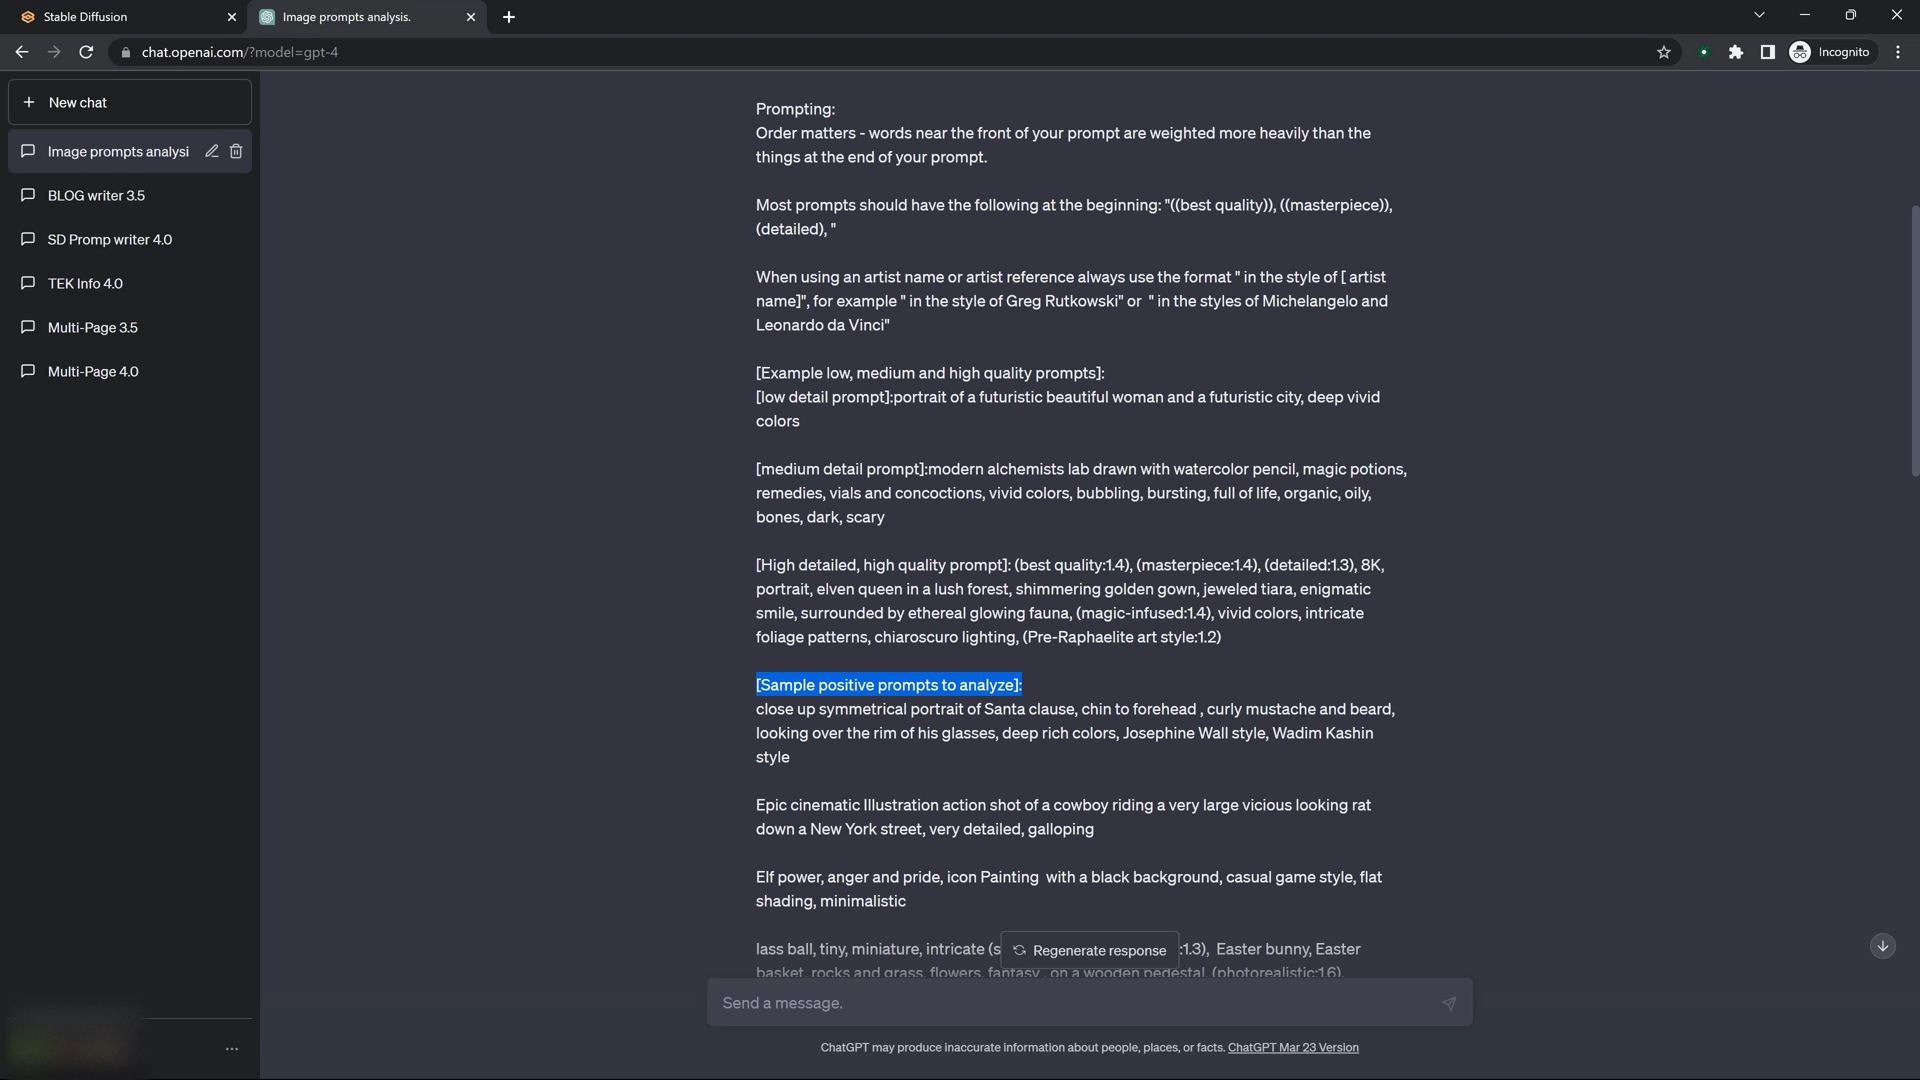 Stable Diffusion
Image prompts analysis.
chat.openai.com/?model=gpt-4
Incognito
New chat
Image prompts analysi
BLOG writer 3.5
SD Promp writer 4.0
TEK Info 4.0
Multi-Page 3.5
Multi-Page 4.0
Prompting:
Order matters - words near the front of your prompt are weighted more heavily than the
things at the end of your prompt.
Most prompts should have the following at the beginning: "((best quality)), ((masterpiece)),
(detailed), "
When using an artist name or artist reference always use the format " in the style of [ artist
name]", for example " in the style of Greg Rutkowski" or " in the styles of Michelangelo and
Leonardo da Vinci"
[Example low, medium and high quality prompts]:
[low detail prompt]:portrait of a futuristic beautiful woman and a futuristic city, deep vivid
colors
[medium detail prompt]:modern alchemists lab drawn with watercolor pencil, magic potions,
remedies, vials and concoctions, vivid colors, bubbling, bursting, full of life, organic, oily,
bones, dark, scary
[High detailed, high quality prompt]: (best quality:1.4), (masterpiece:1.4), (detailed:1.3), 8K,
portrait, elven queen in a lush forest, shimmering golden gown, jeweled tiara, enigmatic
smile, surrounded by ethereal glowing fauna, (magic-infused:1.4), vivid colors, intricate
foliage patterns, chiaroscuro lighting, (Pre-Raphaelite art style:1.2)
[Sample positive prompts to analyze]:
close up symmetrical portrait of Santa clause, chin to forehead , curly mustache and beard,
looking over the rim of his glasses, deep rich colors, Josephine Wall style, Wadim Kashin
style
Epic cinematic Illustration action shot of a cowboy riding a very large vicious looking rat
down a New York street, very detailed, galloping
Elf power, anger and pride, icon Painting with a black background, casual game style, flat
shading, minimalistic
lass ball, tiny, miniature, intricate (s :1.3), Easter bunny, Easter
Regenerate response
basket, rocks and grass, flowers, fantasy , on a wooden pedestal, (photorealistic:1.6),
Send a message.
ChatGPT may produce inaccurate information about people, places, or facts. ChatGPT Mar 23 Version